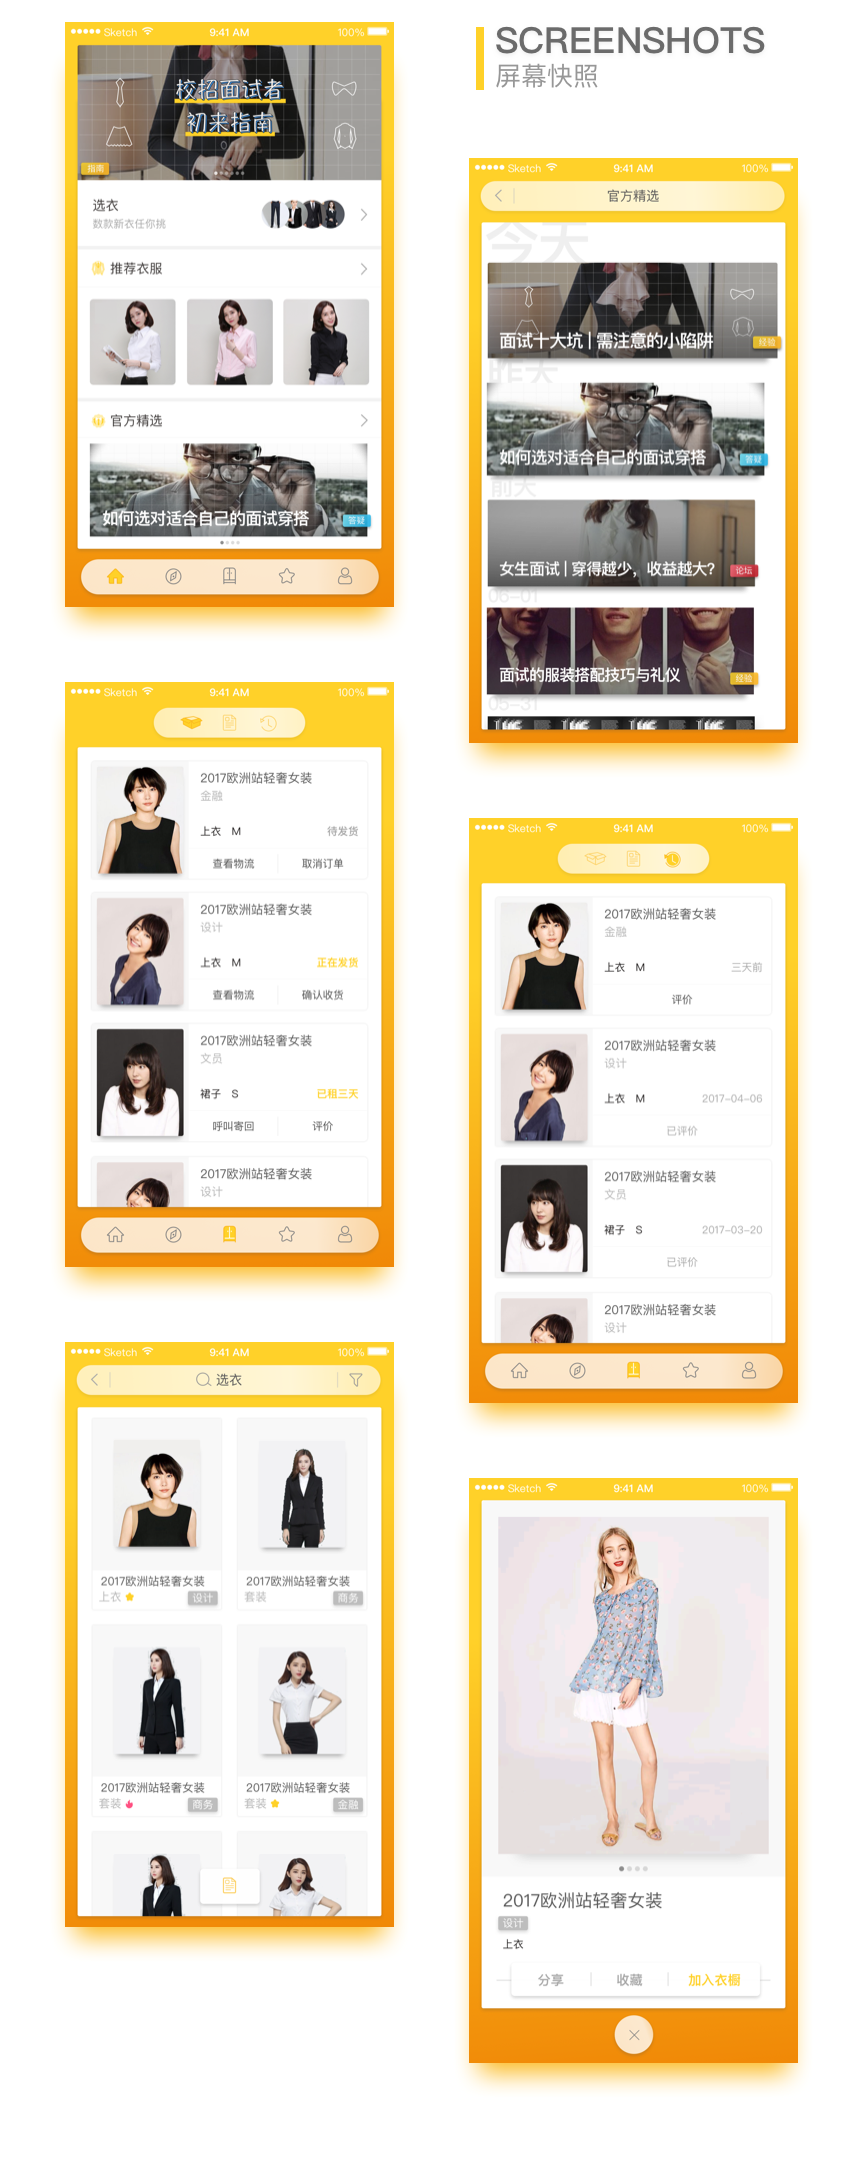 SCREENSHOTS
屏幕快照
Sketch 9:41 AM 100%
校招面试者
初来指南
指南
选衣
数款新衣任你挑
推荐衣服
官方精选
如何选对适合自己的面试穿搭
答疑
Sketch 9:41 AM 100%
官方精选
今天
面试十大坑 | 需注意的小陷阱
经验
昨天
如何选对适合自己的面试穿搭
答疑
前天
女生面试 | 穿得越少，收益越大?
论坛
06-01
面试的服装搭配技巧与礼仪
经验
05-31
Sketch 9:41 AM 100%
2017欧洲站轻奢女装
金融
上衣 M 待发货
查看物流 取消订单
2017欧洲站轻奢女装
设计
上衣 M 正在发货
查看物流 确认收货
2017欧洲站轻奢女装
文员
裙子 S 已租三天
呼叫寄回 评价
2017欧洲站轻奢女装
设计
Sketch 9:41 AM 100%
2017欧洲站轻奢女装
金融
上衣 M 三天前
评价
2017欧洲站轻奢女装
设计
上衣 M 2017-04-06
已评价
2017欧洲站轻奢女装
文员
裙子 S 2017-03-20
已评价
2017欧洲站轻奢女装
设计
Sketch 9:41 AM 100%
选衣
2017欧洲站轻奢女装 2017欧洲站轻奢女装
上衣 设计 套装 商务
2017欧洲站轻奢女装 2017欧洲站轻奢女装
套装 商务 套装 金融
Sketch 9:41 AM 100%
2017欧洲站轻奢女装
设计
上衣
分享 收藏 加入衣橱